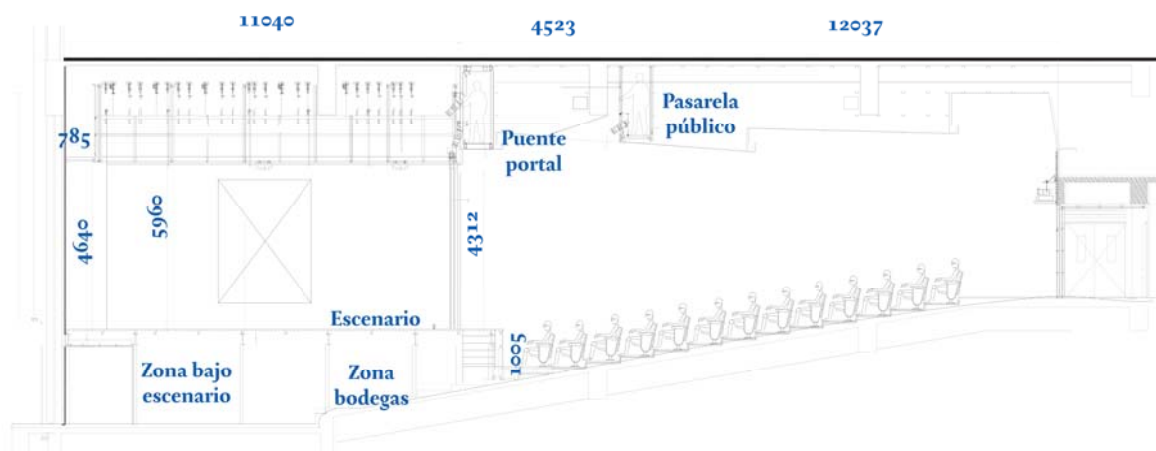 11040
4523
12037
785
Puente
portal
Pasarela
público
4640
5960
4312
Escenario
1005
Zona bajo
escenario
Zona
bodegas